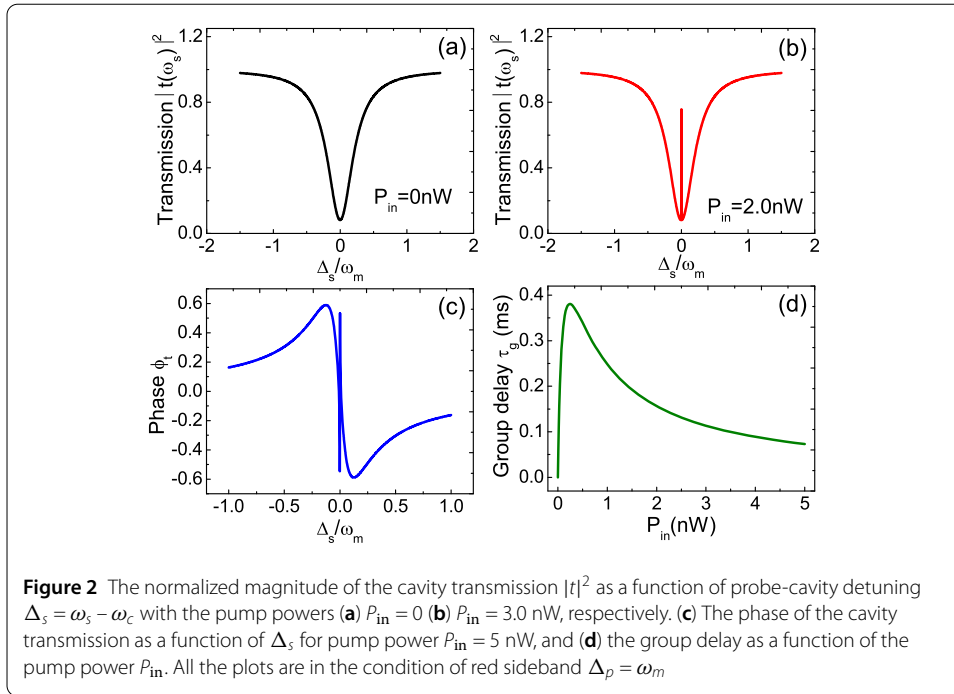 (a)
Transmission | t(ω_s) |²
1.2
0.8
0.4
0.0
P_in=0nW
-2 -1 0 1 2
Δ_s/ω_m
(b)
Transmission | t(ω_s) |²
1.2
0.8
0.4
0.0
P_in=2.0nW
-2 -1 0 1 2
Δ_s/ω_m
(c)
Phase ϕ_t
0.6
0.4
0.2
0.0
-0.2
-0.4
-0.6
-1.0 -0.5 0.0 0.5 1.0
Δ_s/ω_m
(d)
Group delay τ_g (ms)
0.4
0.3
0.2
0.1
0.0
0 1 2 3 4 5
P_in(nW)
Figure 2 The normalized magnitude of the cavity transmission |t|² as a function of probe-cavity detuning
Δ_s = ω_s – ω_c with the pump powers (a) P_in = 0 (b) P_in = 3.0 nW, respectively. (c) The phase of the cavity
transmission as a function of Δ_s for pump power P_in = 5 nW, and (d) the group delay as a function of the
pump power P_in. All the plots are in the condition of red sideband Δ_p = ω_m